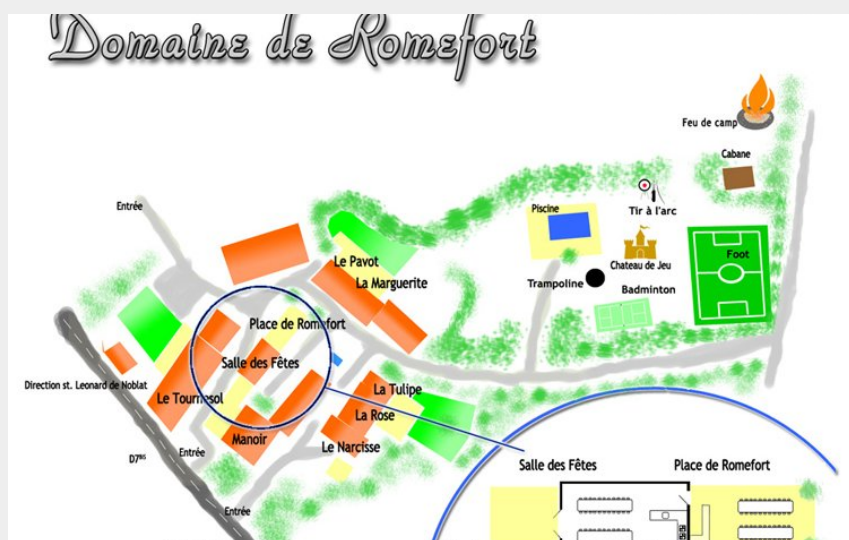 Domaine de Romefort
Feu de camp
Cabane
Entrée
Piscine
Tir à l'arc
Le Pavot
Foot
Chateau de Jeu
La Marguerite
Trampoline
Badminton
Place de Romefort
Salle des Fêtes
Direction st. Leonard de Noblat
La Tulipe
Le Tournesol
La Rose
Manoir
Le Narcisse
Entrée
D7bis
Salle des Fêtes
Place de Romefort
Entrée